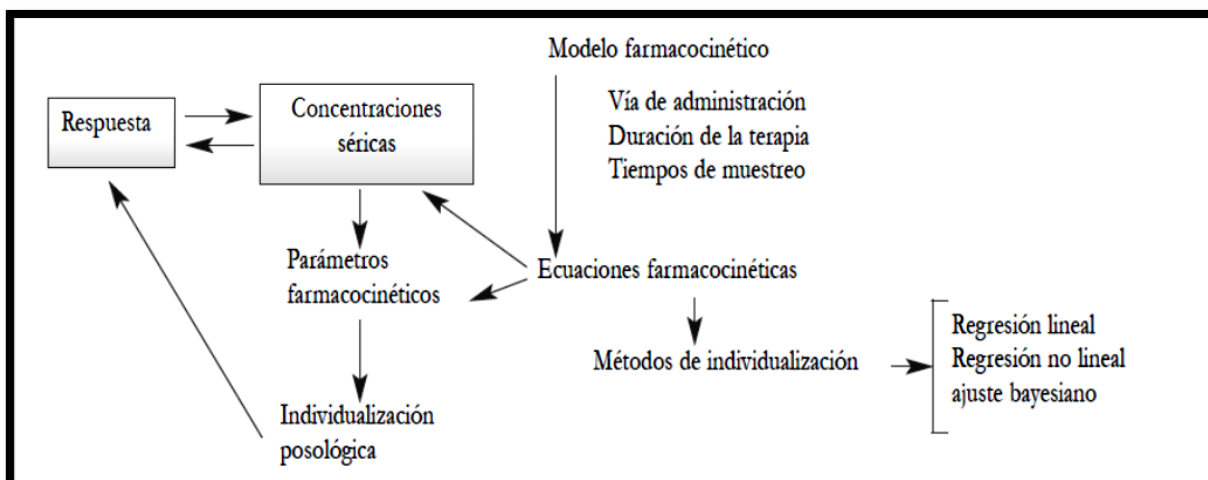 Modelo farmacocinético
Respuesta
Concentraciones
séricas
Vía de administración
Duración de la terapia
Tiempos de muestreo
Parámetros
farmacocinéticos
Ecuaciones farmacocinéticas
Métodos de individualización
Regresión lineal
Regresión no lineal
ajuste bayesiano
Individualización
posológica